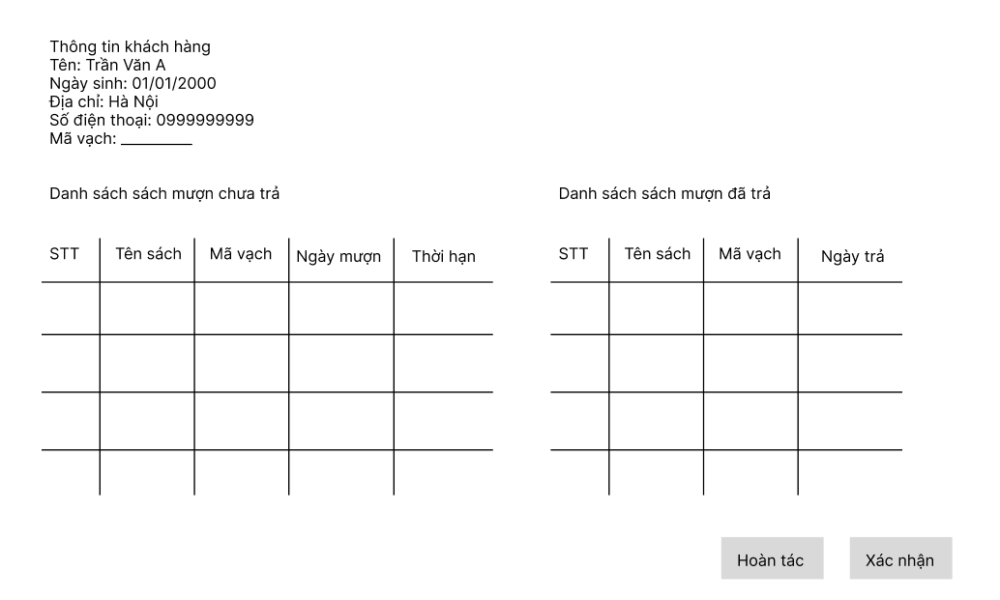 Thông tin khách hàng
Tên: Trần Văn A
Ngày sinh: 01/01/2000
Địa chỉ: Hà Nội
Số điện thoại: 0999999999
Mã vạch: _________
Danh sách sách mượn chưa trả
STT Tên sách Mã vạch Ngày mượn Thời hạn
Danh sách sách mượn đã trả
STT Tên sách Mã vạch Ngày trả
Hoàn tác
Xác nhận